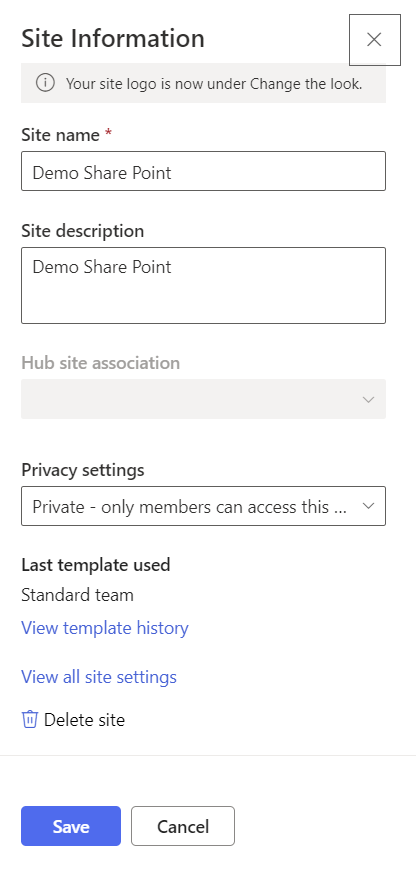 Site Information
Your site logo is now under Change the look.
Site name *
Demo Share Point
Site description
Demo Share Point
Hub site association
Privacy settings
Private - only members can access this ...
Last template used
Standard team
View template history
View all site settings
Delete site
Save
Cancel